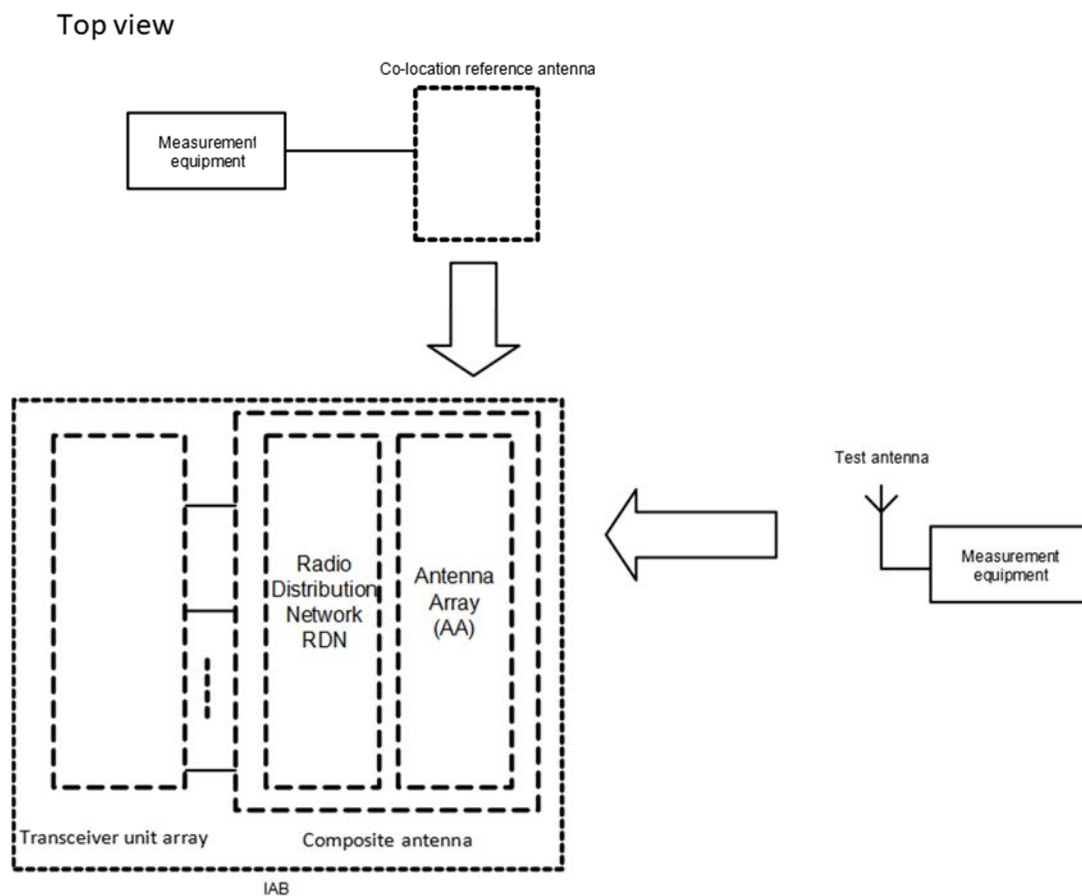 Top view
Co-location reference antenna
Measurement
equipment
Test antenna
Measurement
equipment
Radio
Distribution
Network
RDN
Antenna
Array
(AA)
Transceiver unit array
Composite antenna
IAB